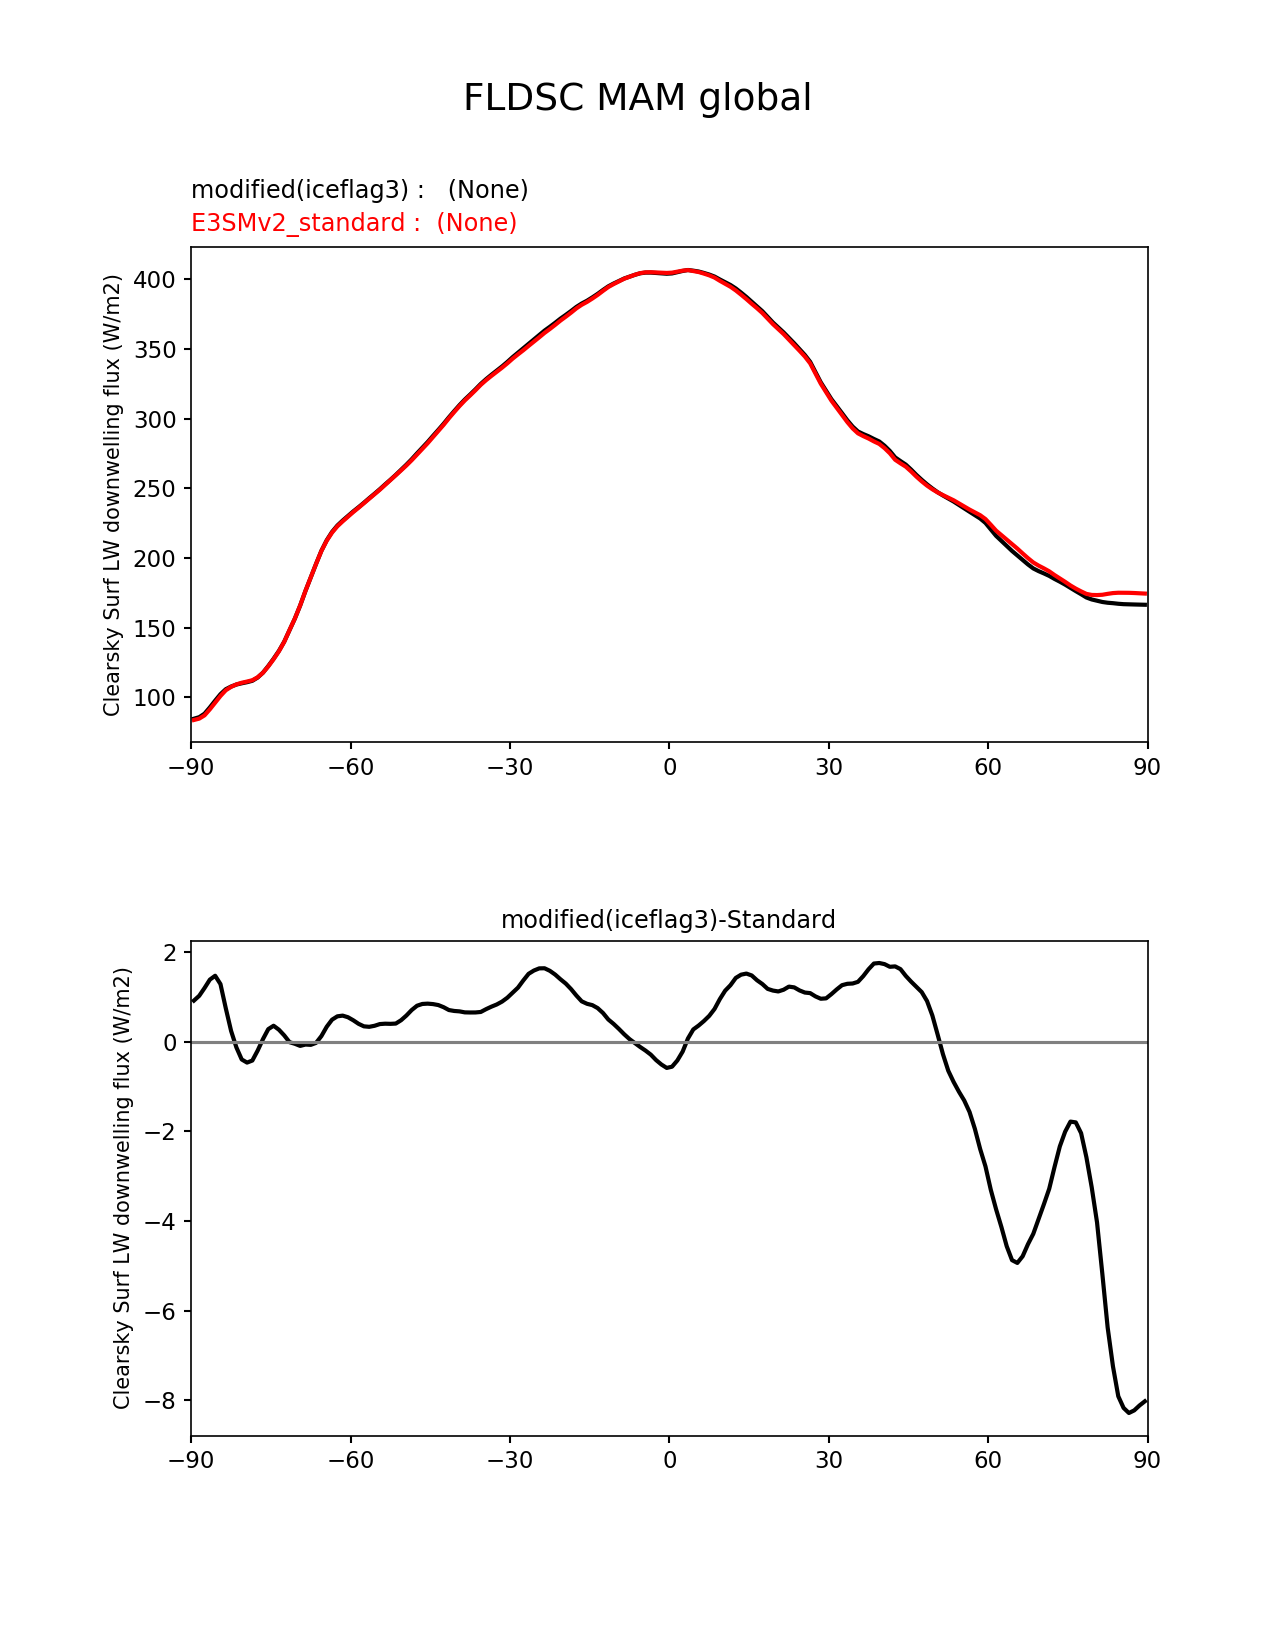 FLDSC MAM global
modified(iceflag3) :   (None)
E3SMv2_standard :  (None)
Clearsky Surf LW downwelling flux (W/m2)
400
350
300
250
200
150
100
−90 −60 −30 0 30 60 90
modified(iceflag3)-Standard
Clearsky Surf LW downwelling flux (W/m2)
2
0
−2
−4
−6
−8
−90 −60 −30 0 30 60 90